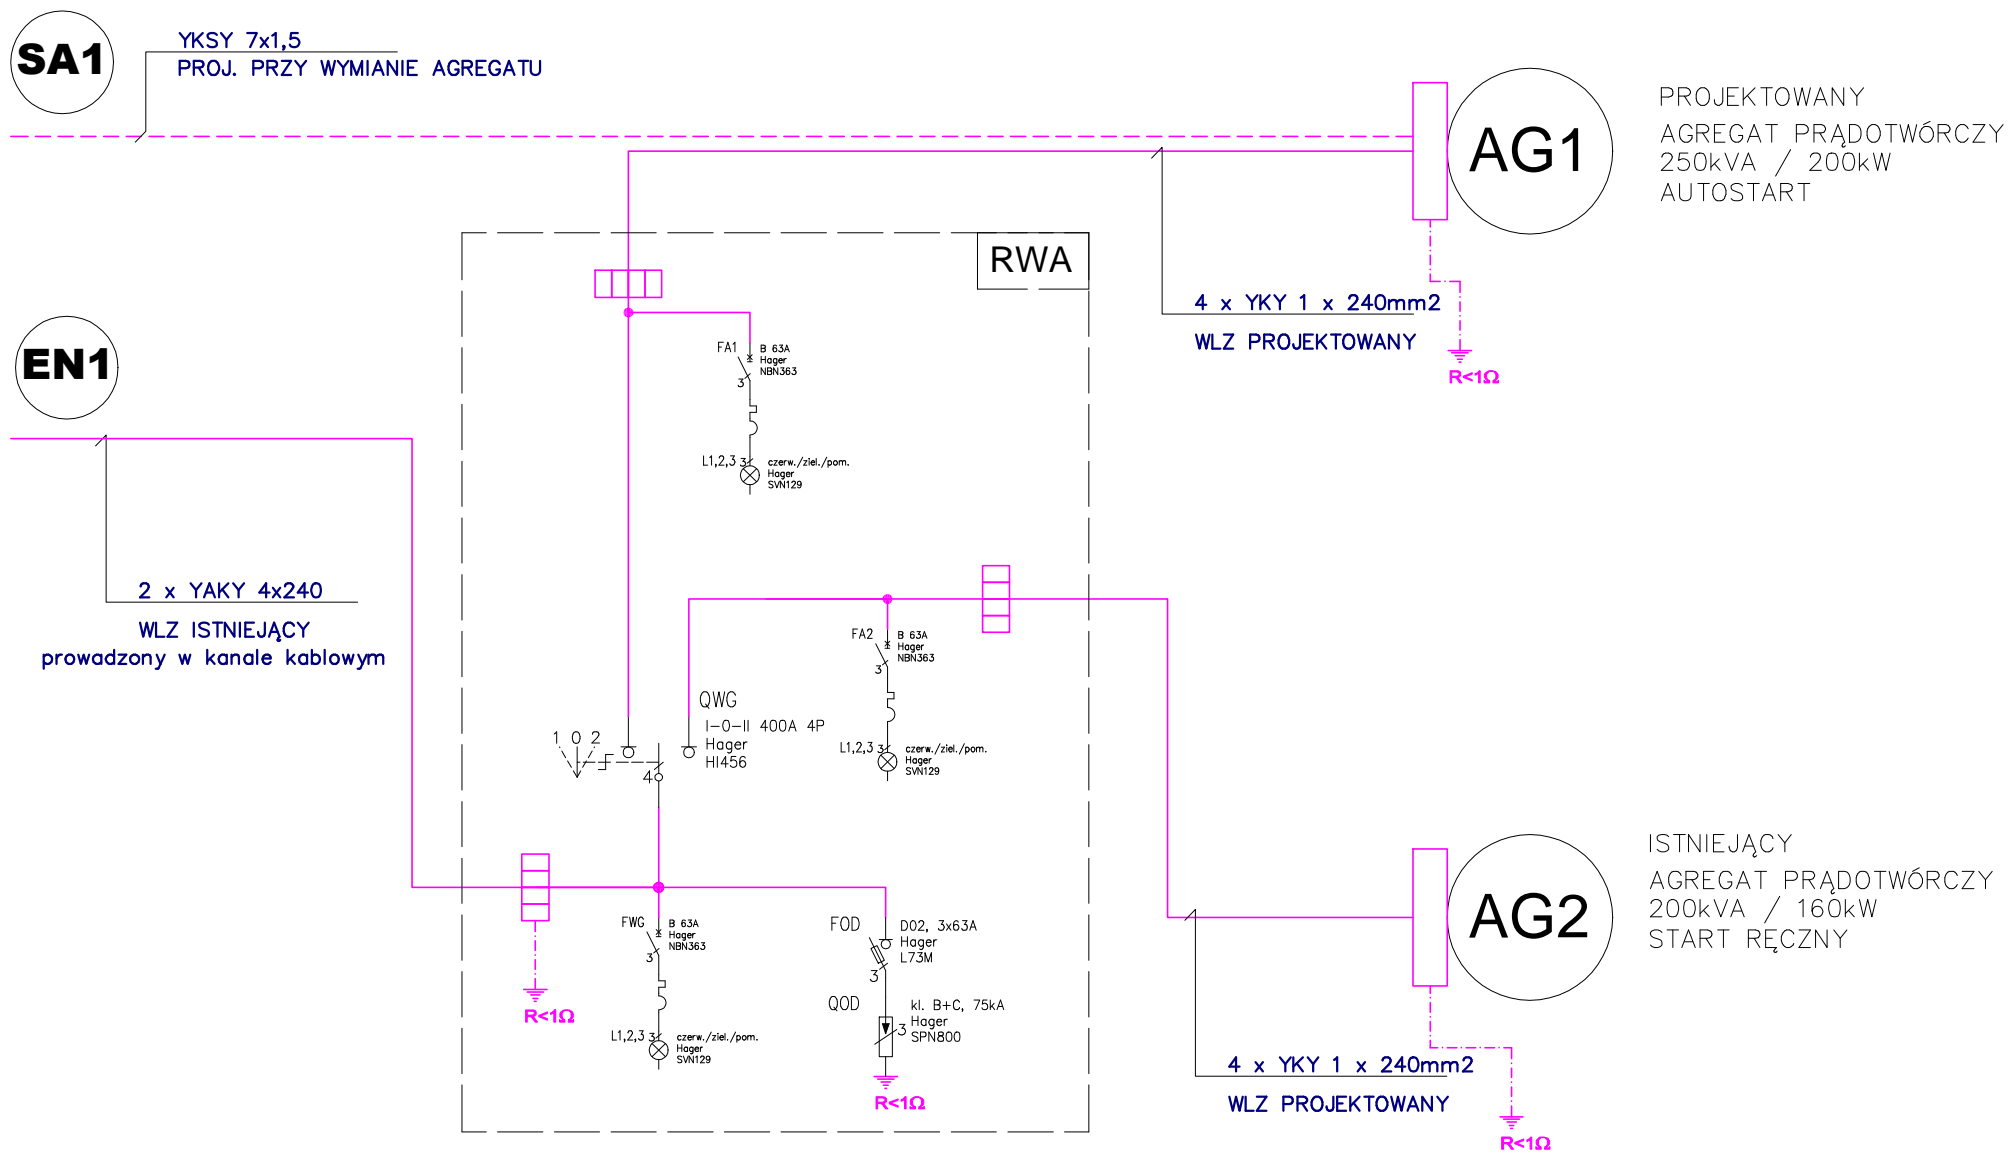 SA1
YKSY 7x1,5
PROJ. PRZY WYMIANIE AGREGATU
AG1
PROJEKTOWANY
AGREGAT PRĄDOTWÓRCZY
250kVA / 200kW
AUTOSTART
RWA
4 x YKY 1 x 240mm2
WLZ PROJEKTOWANY
R<1Ω
EN1
FA1
B 63A
Hager
NBN363
3
L1,2,3
3
czerw./ziel./pom.
Hager
SVN129
2 x YAKY 4x240
WLZ ISTNIEJĄCY
prowadzony w kanale kablowym
FA2
B 63A
Hager
NBN363
3
L1,2,3
3
czerw./ziel./pom.
Hager
SVN129
QWG
I-0-II 400A 4P
Hager
HI456
1 0 2
4
AG2
ISTNIEJĄCY
AGREGAT PRĄDOTWÓRCZY
200kVA / 160kW
START RĘCZNY
FWG
B 63A
Hager
NBN363
3
L1,2,3
3
czerw./ziel./pom.
Hager
SVN129
R<1Ω
FOD
D02, 3x63A
Hager
L73M
3
QOD
kl. B+C, 75kA
Hager
SPN800
3
R<1Ω
4 x YKY 1 x 240mm2
WLZ PROJEKTOWANY
R<1Ω